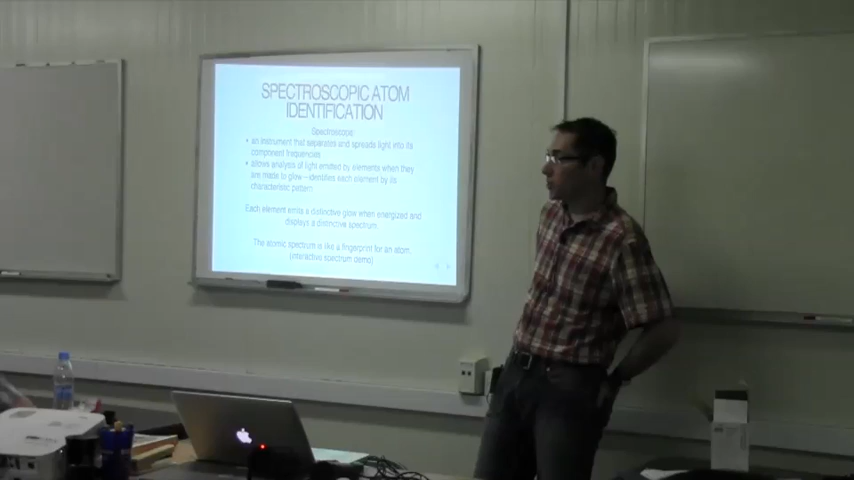 SPECTROSCOPIC ATOM
IDENTIFICATION
Spectroscope:
• an instrument that separates and spreads light into its
component frequencies
• allows analysis of light emitted by elements when they
are made to glow—identifies each element by its
characteristic pattern
Each element emits a distinctive glow when energized and
displays a distinctive spectrum.
The atomic spectrum is like a fingerprint for an atom.
(interactive spectrum demo)